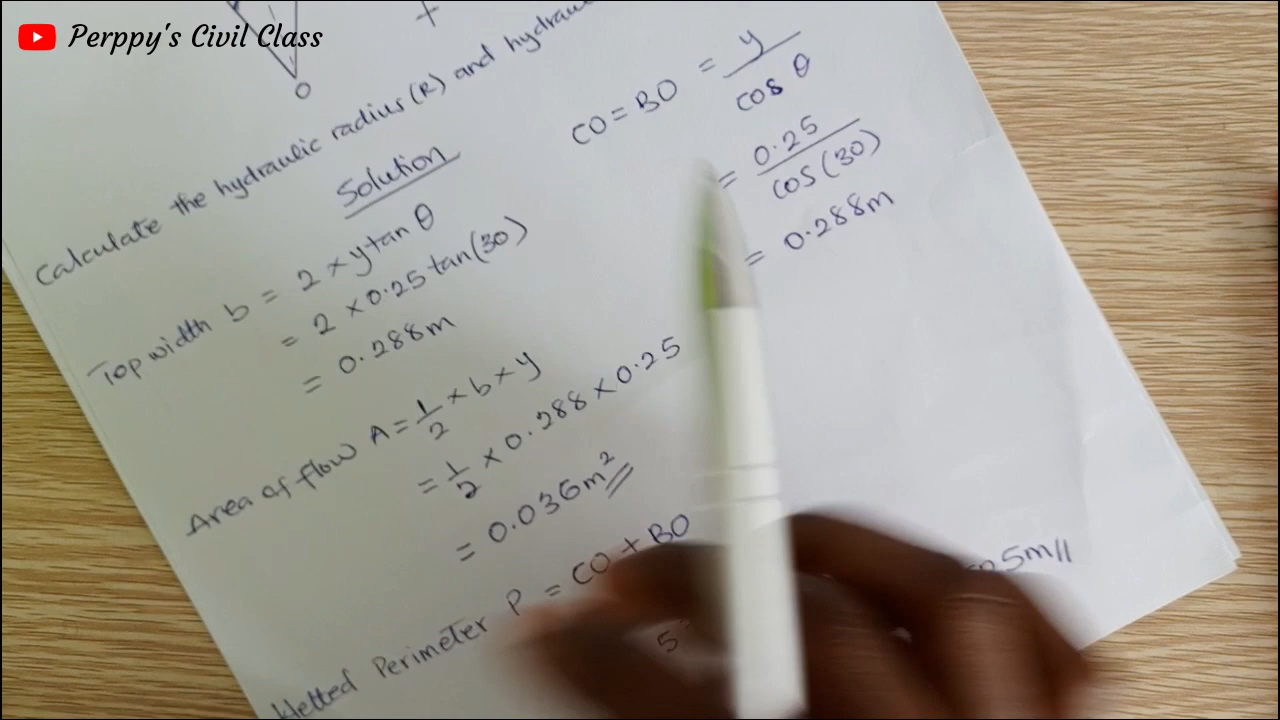 Perppy's Civil Class
O
Calculate the hydraulic radius (R) and
Solution
Top width b = 2 × y tan θ
= 2 × 0.25 tan(30)
= 0.288m
Area of flow A = 1/2 × b × y
= 1/2 × 0.288 × 0.25
= 0.036m²
Wetted Perimeter P = CO + BO
CO = BO = y/cos θ
= 0.25/cos(30)
= 0.288m